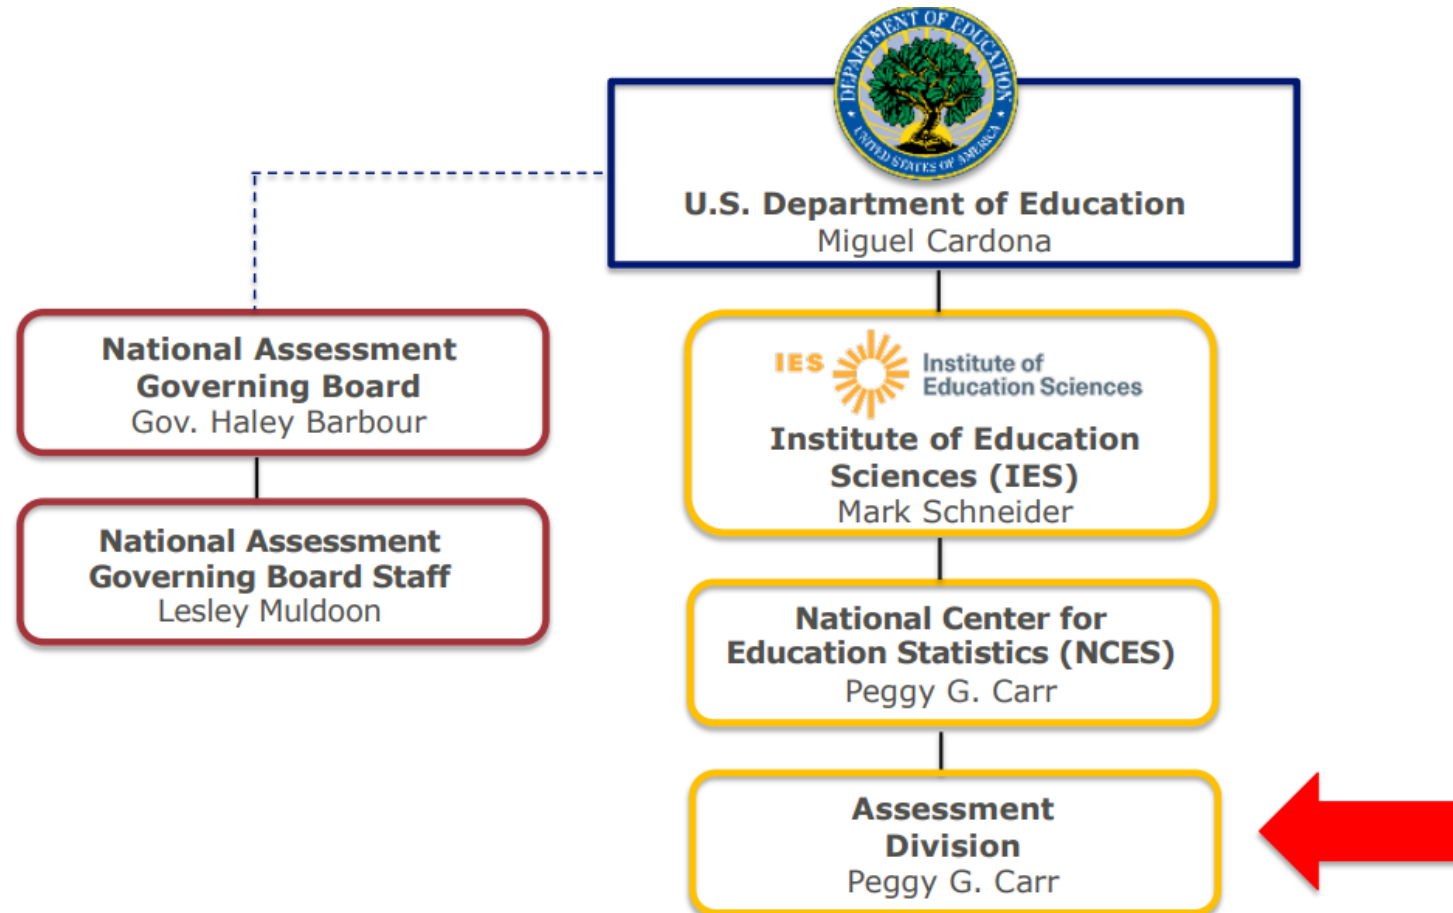 DEPARTMENT OF EDUCATION
UNITED STATES OF AMERICA
U.S. Department of Education
Miguel Cardona
National Assessment
Governing Board
Gov. Haley Barbour
National Assessment
Governing Board Staff
Lesley Muldoon
IES
Institute of
Education Sciences
Institute of Education
Sciences (IES)
Mark Schneider
National Center for
Education Statistics (NCES)
Peggy G. Carr
Assessment
Division
Peggy G. Carr